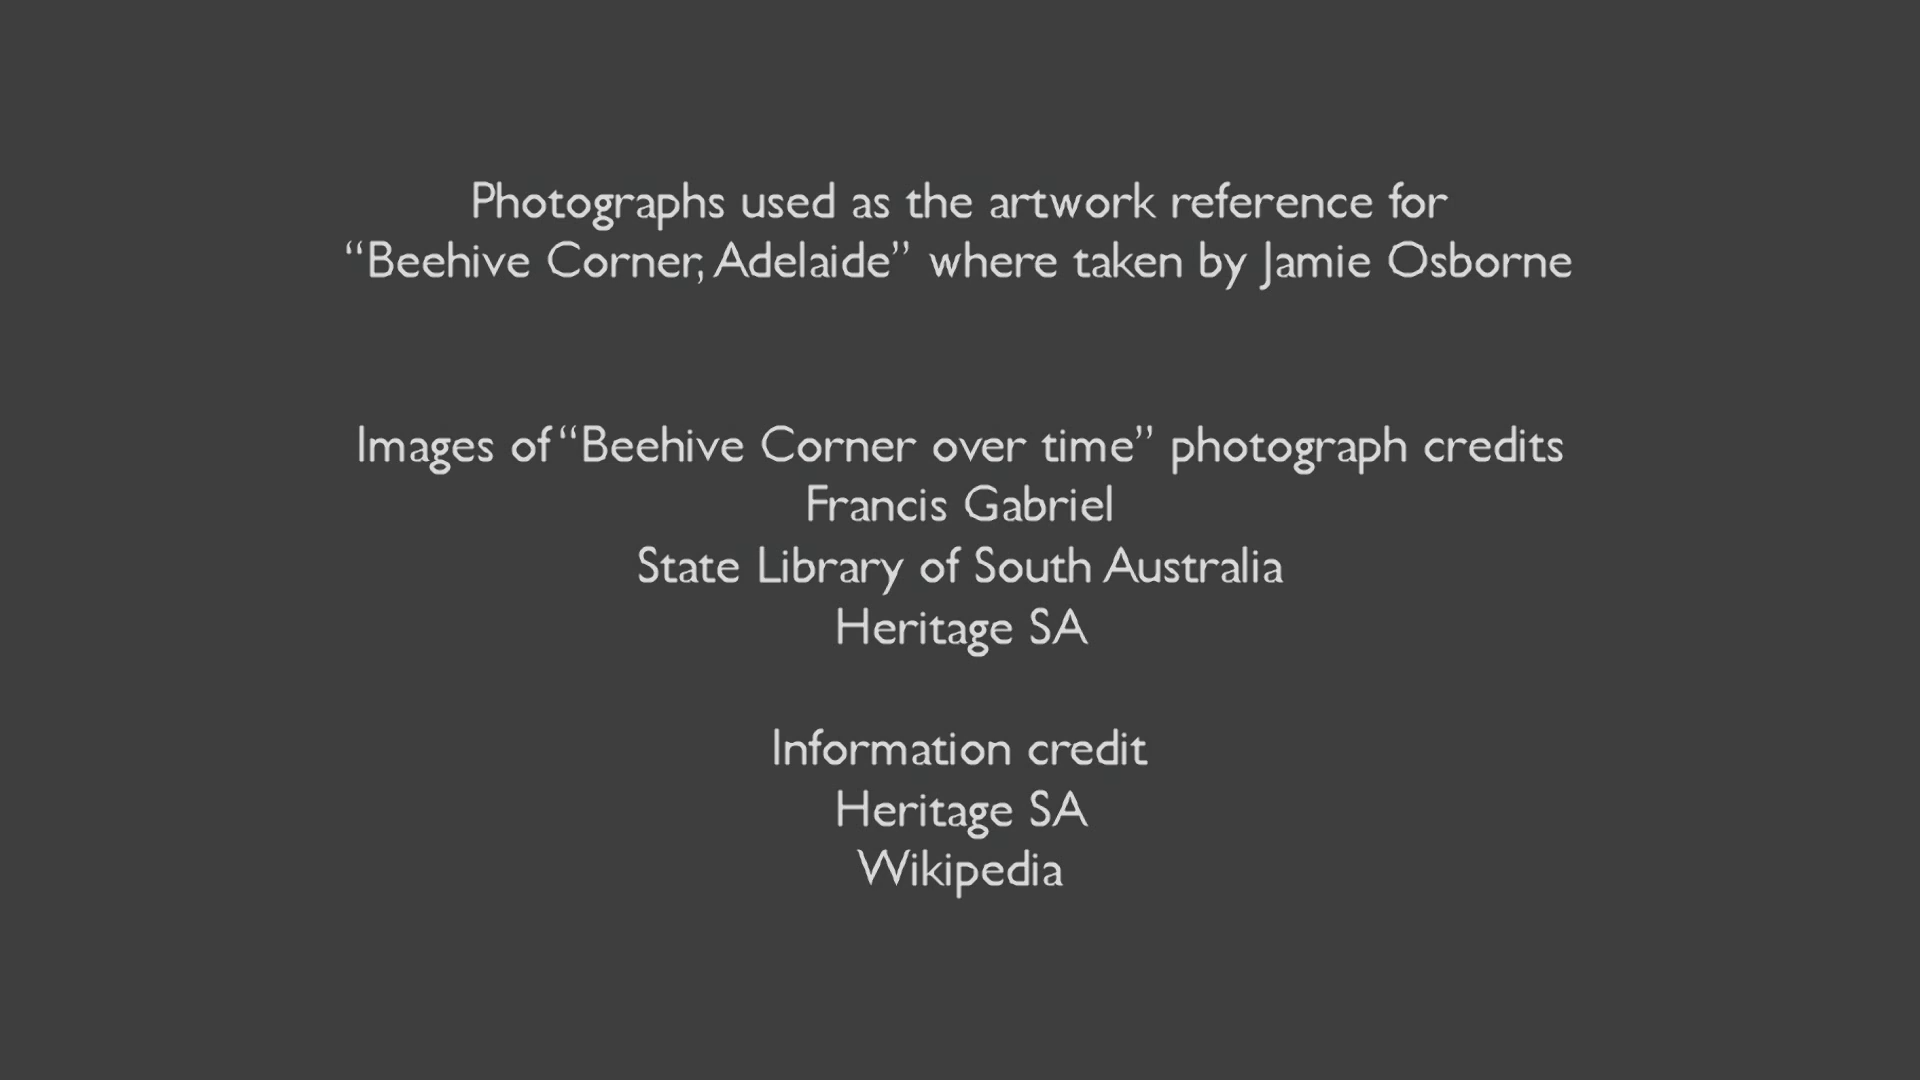 Photographs used as the artwork reference for
“Beehive Corner, Adelaide” where taken by Jamie Osborne
Images of “Beehive Corner over time” photograph credits
Francis Gabriel
State Library of South Australia
Heritage SA
Information credit
Heritage SA
Wikipedia